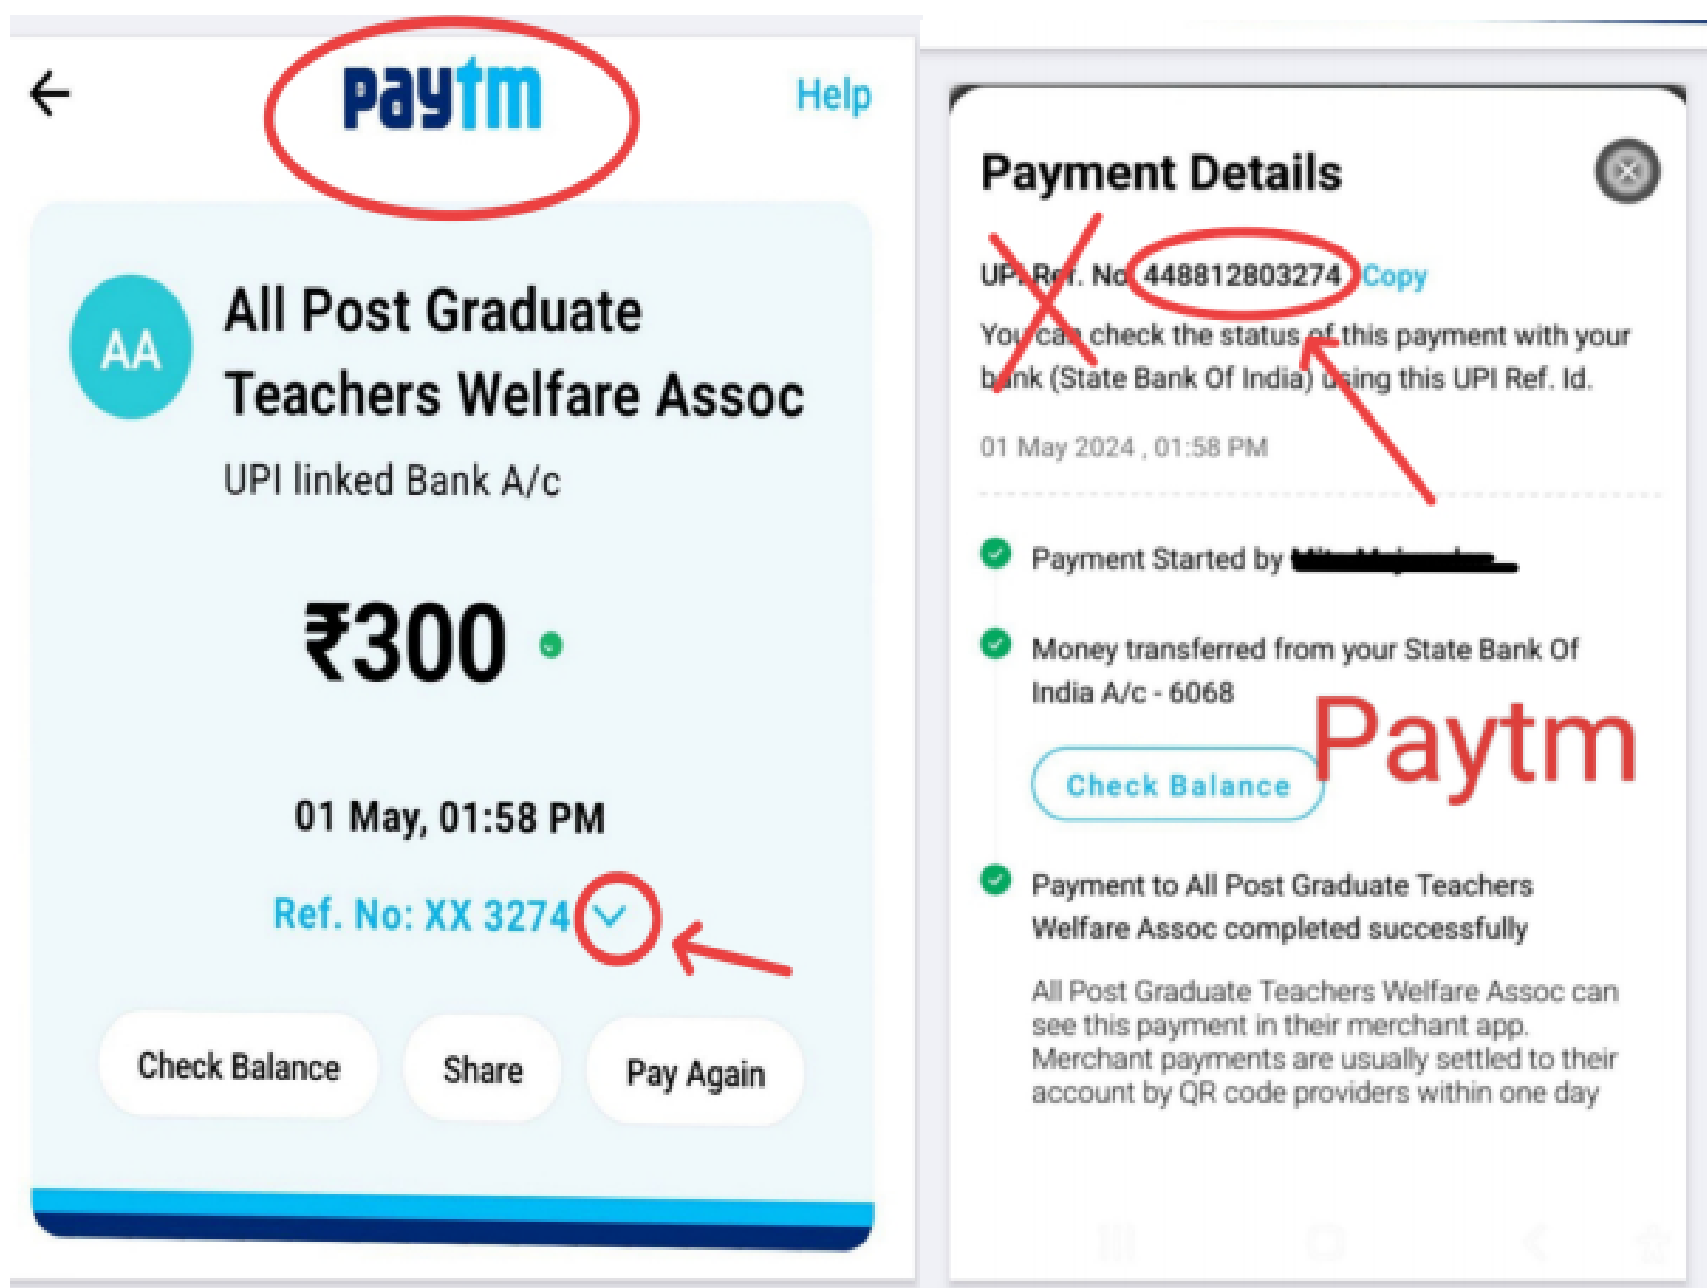 paytm
Help
AA
All Post Graduate
Teachers Welfare Assoc
UPI linked Bank A/c
₹300
01 May, 01:58 PM
Ref. No: XX 3274
Check Balance
Share
Pay Again
Payment Details
UPI Ref. No 448812803274 Copy
You can check the status of this payment with your
bank (State Bank Of India) using this UPI Ref. Id.
01 May 2024 , 01:58 PM
Payment Started by
Money transferred from your State Bank Of
India A/c - 6068
Paytm
Check Balance
Payment to All Post Graduate Teachers
Welfare Assoc completed successfully
All Post Graduate Teachers Welfare Assoc can
see this payment in their merchant app.
Merchant payments are usually settled to their
account by QR code providers within one day